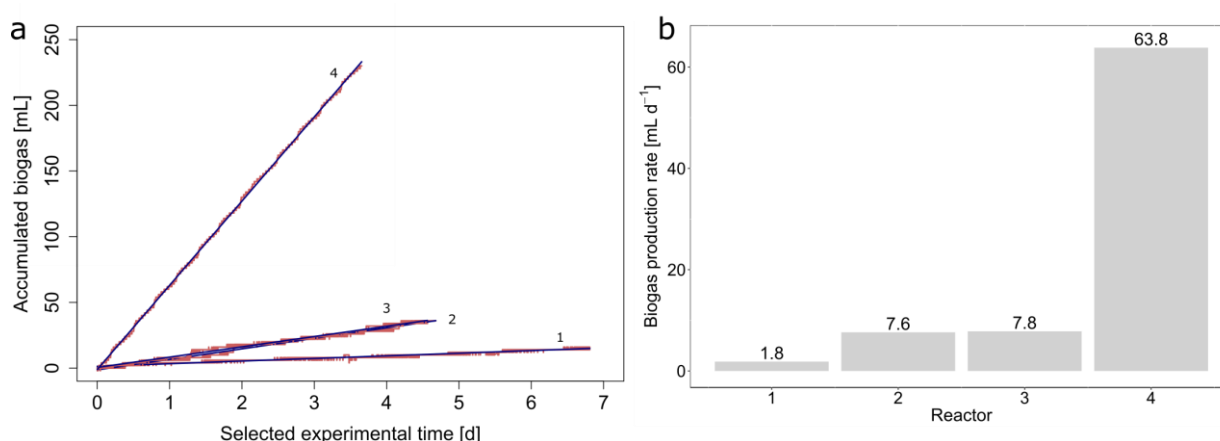 a
Accumulated biogas [mL]
250
200
150
100
50
0
4
3
2
1
0 1 2 3 4 5 6 7
Selected experimental time [d]
b
Biogas production rate [mL d⁻¹]
60
40
20
0
1.8
7.6
7.8
63.8
1 2 3 4
Reactor